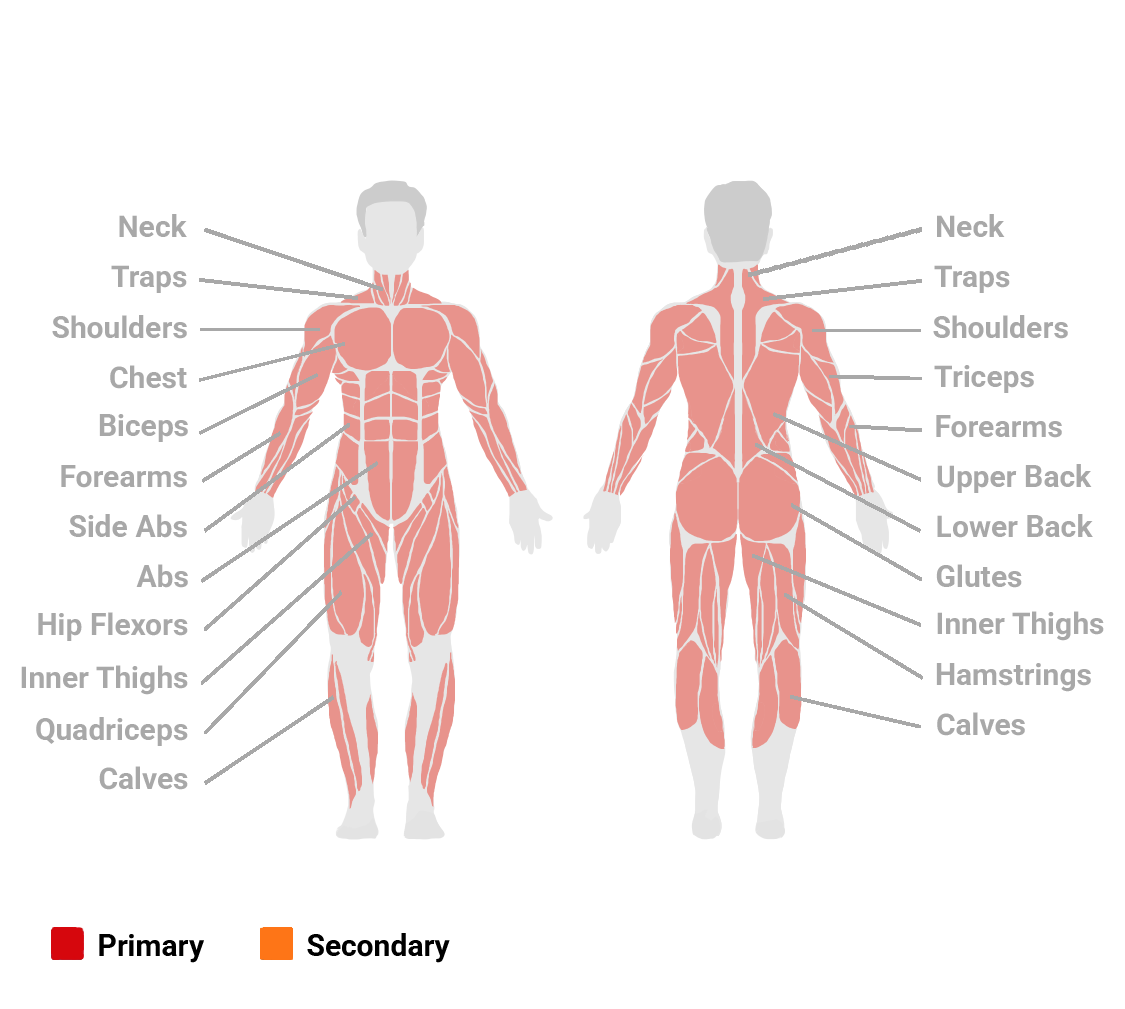 Neck
Traps
Shoulders
Chest
Biceps
Forearms
Side Abs
Abs
Hip Flexors
Inner Thighs
Quadriceps
Calves
Neck
Traps
Shoulders
Triceps
Forearms
Upper Back
Lower Back
Glutes
Inner Thighs
Hamstrings
Calves
Primary
Secondary